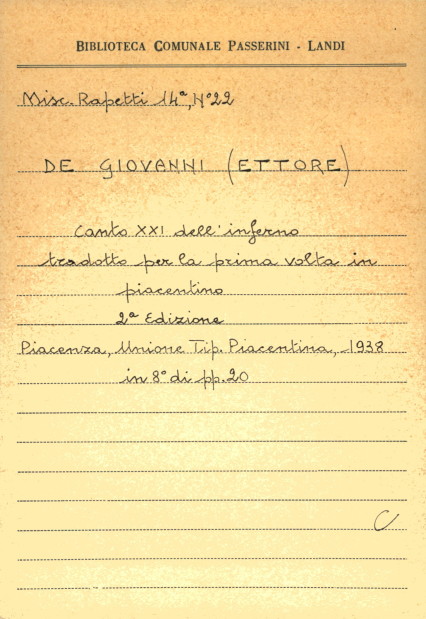 BIBLIOTECA COMUNALE PASSERINI - LANDI
Misc. Rapetti 14ª, N°22
DE GIOVANNI (ETTORE)
Canto XXI dell'inferno
tradotto per la prima volta in
piacentino
2ª Edizione
Piacenza, Unione Tip. Piacentina, 1938
in 8° di pp. 20
C